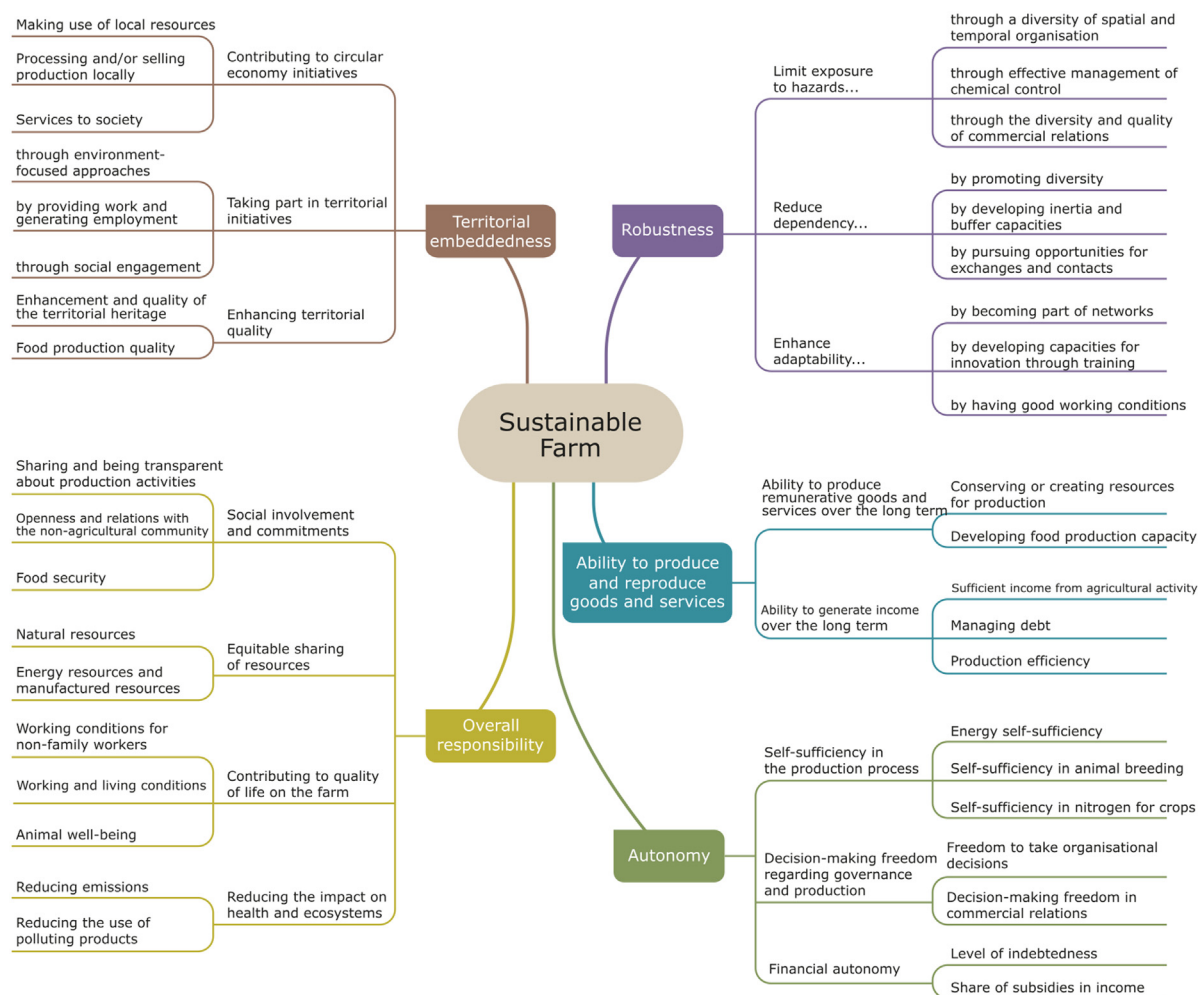 Sustainable
Farm
Territorial
embeddedness
Contributing to circular
economy initiatives
Making use of local resources
Processing and/or selling
production locally
Services to society
Taking part in territorial
initiatives
through environment-
focused approaches
by providing work and
generating employment
through social engagement
Enhancing territorial
quality
Enhancement and quality of
the territorial heritage
Food production quality
Robustness
Limit exposure
to hazards...
through a diversity of spatial and
temporal organisation
through effective management of
chemical control
through the diversity and quality
of commercial relations
Reduce
dependency...
by promoting diversity
by developing inertia and
buffer capacities
by pursuing opportunities for
exchanges and contacts
Enhance
adaptability...
by becoming part of networks
by developing capacities for
innovation through training
by having good working conditions
Overall
responsibility
Social involvement
and commitments
Sharing and being transparent
about production activities
Openness and relations with
the non-agricultural community
Food security
Equitable sharing
of resources
Natural resources
Energy resources and
manufactured resources
Contributing to quality
of life on the farm
Working conditions for
non-family workers
Working and living conditions
Animal well-being
Reducing the impact on
health and ecosystems
Reducing emissions
Reducing the use of
polluting products
Ability to produce
and reproduce
goods and services
Ability to produce
remunerative goods and
services over the long term
Conserving or creating resources
for production
Developing food production capacity
Ability to generate income
over the long term
Sufficient income from agricultural activity
Managing debt
Production efficiency
Autonomy
Self-sufficiency in
the production process
Energy self-sufficiency
Self-sufficiency in animal breeding
Self-sufficiency in nitrogen for crops
Decision-making freedom
regarding governance
and production
Freedom to take organisational
decisions
Decision-making freedom in
commercial relations
Financial autonomy
Level of indebtedness
Share of subsidies in income